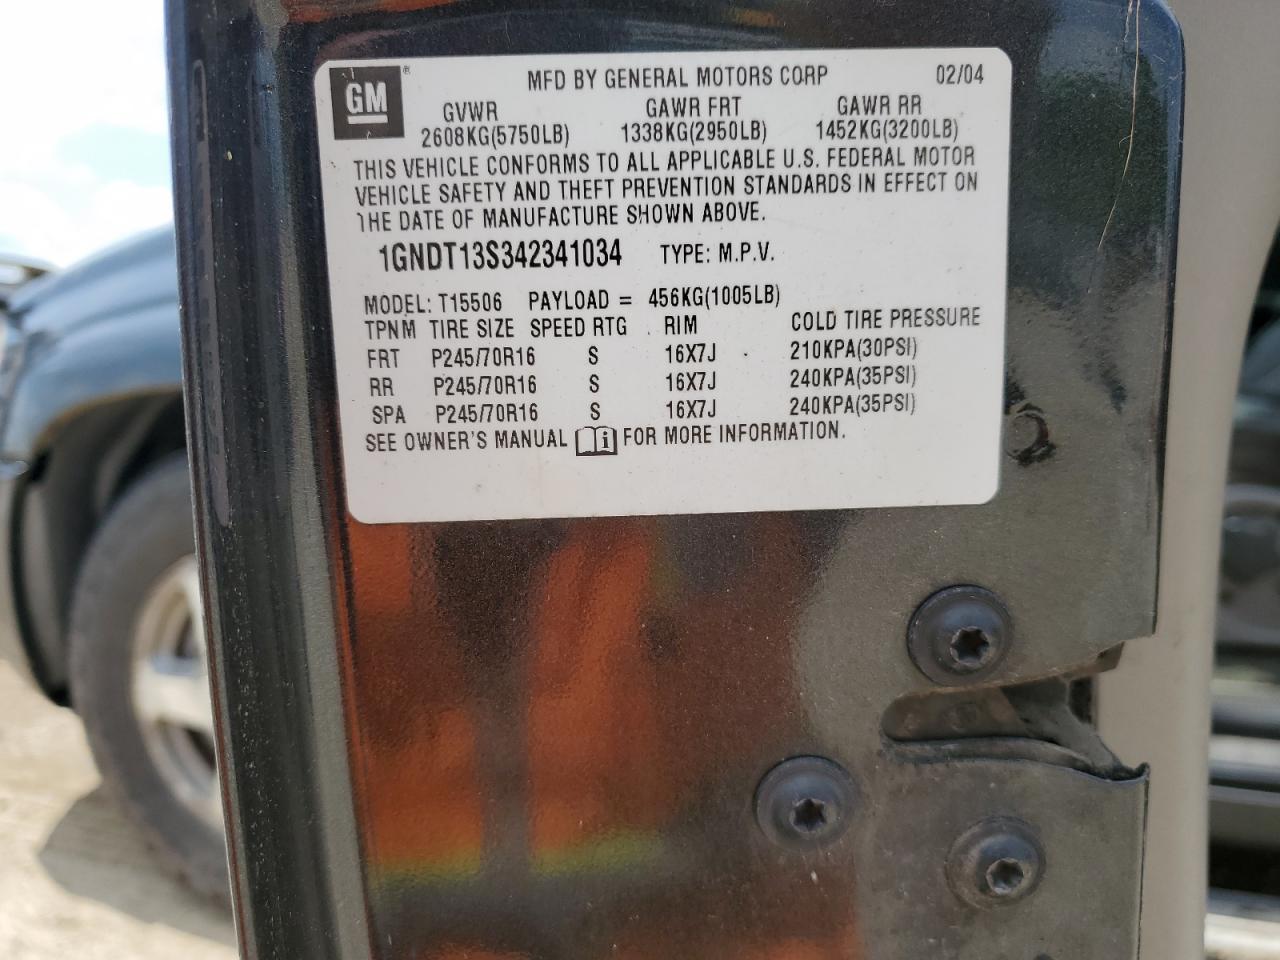 GM ® MFD BY GENERAL MOTORS CORP 02/04
GVWR GAWR FRT GAWR RR
2608KG(5750LB) 1338KG(2950LB) 1452KG(3200LB)
THIS VEHICLE CONFORMS TO ALL APPLICABLE U.S. FEDERAL MOTOR
VEHICLE SAFETY AND THEFT PREVENTION STANDARDS IN EFFECT ON
THE DATE OF MANUFACTURE SHOWN ABOVE.
1GNDT13S342341034 TYPE: M.P.V.
MODEL: T15506 PAYLOAD = 456KG(1005LB)
TPNM TIRE SIZE SPEED RTG RIM COLD TIRE PRESSURE
FRT P245/70R16 S 16X7J 210KPA(30PSI)
RR P245/70R16 S 16X7J 240KPA(35PSI)
SPA P245/70R16 S 16X7J 240KPA(35PSI)
SEE OWNER'S MANUAL i FOR MORE INFORMATION.